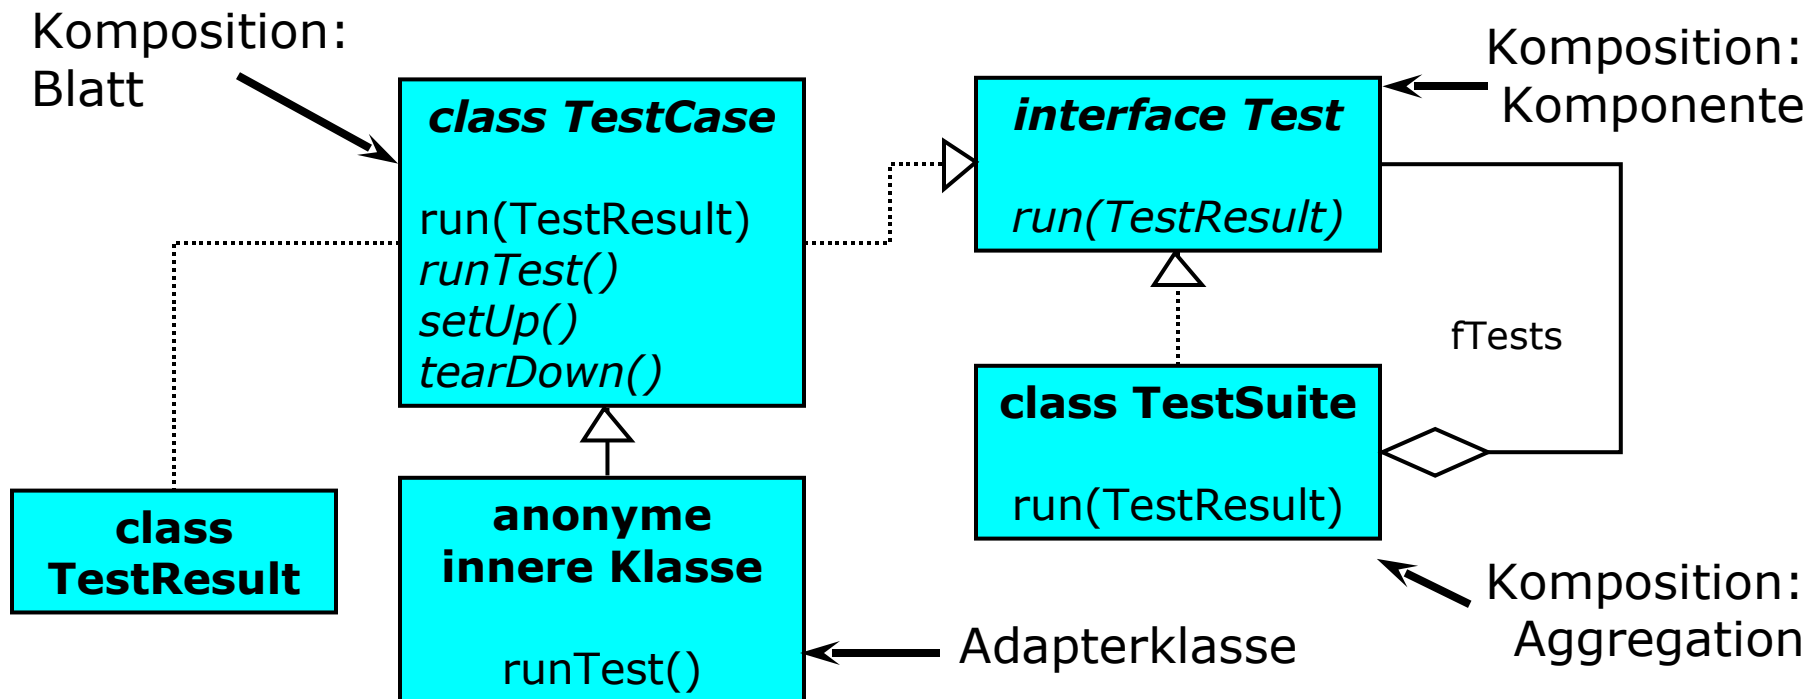 Komposition:
Blatt
class TestCase
run(TestResult)
runTest()
setUp()
tearDown()
interface Test
run(TestResult)
Komposition:
Komponente
fTests
class TestSuite
run(TestResult)
class
TestResult
anonyme
innere Klasse
runTest()
Adapterklasse
Komposition:
Aggregation